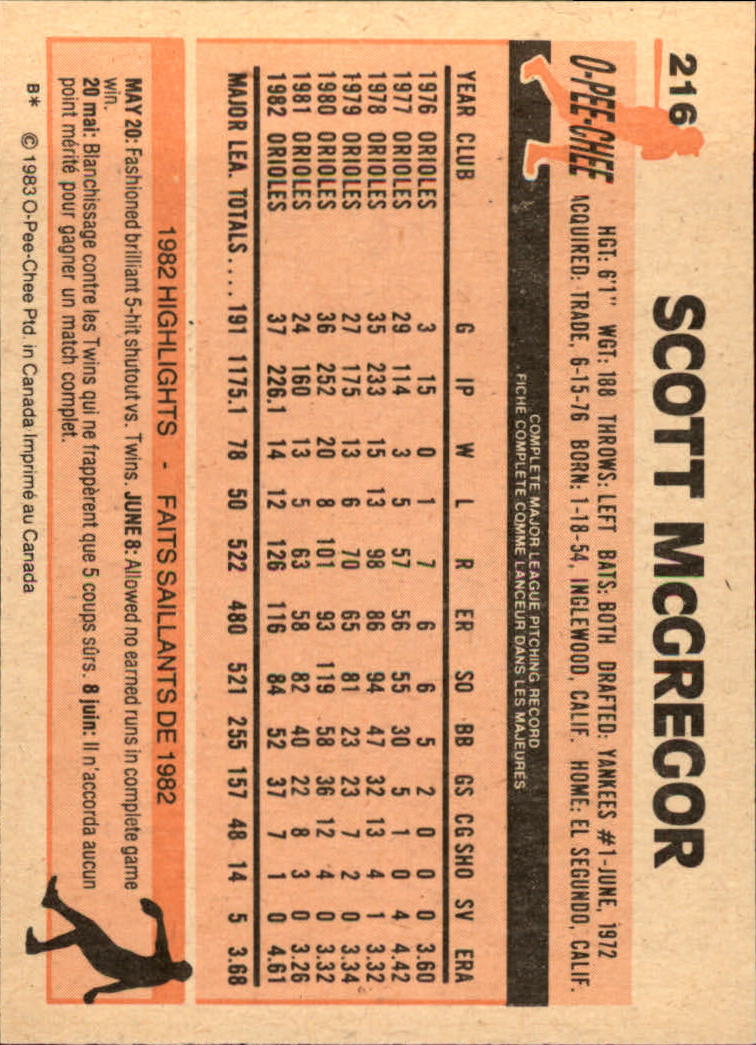 216
SCOTT McGREGOR
O-PEE-CHEE
HGT: 6'1" WGT: 188 THROWS: LEFT BATS: BOTH DRAFTED: YANKEES #1-JUNE, 1972
ACQUIRED: TRADE, 6-15-76 BORN: 1-18-54, INGLEWOOD, CALIF. HOME: EL SEGUNDO, CALIF.
COMPLETE MAJOR LEAGUE PITCHING RECORD
FICHE COMPLÈTE COMME LANCEUR DANS LES MAJEURES
YEAR CLUB G IP W L R ER SO BB GS CG SHO SV ERA
1976 ORIOLES 3 15 0 1 7 6 6 5 2 0 0 0 3.60
1977 ORIOLES 29 114 3 5 57 56 55 30 5 1 0 4 4.42
1978 ORIOLES 35 233 15 13 98 86 94 47 32 13 4 1 3.32
1979 ORIOLES 27 175 13 6 70 65 81 23 23 7 2 0 3.34
1980 ORIOLES 36 252 20 8 101 93 119 58 36 12 4 0 3.32
1981 ORIOLES 24 160 13 5 63 58 82 40 22 8 3 0 3.26
1982 ORIOLES 37 226.1 14 12 126 116 84 52 37 7 1 0 4.61
MAJOR LEA. TOTALS.... 191 1175.1 78 50 522 480 521 255 157 48 14 5 3.68
1982 HIGHLIGHTS - FAITS SAILLANTS DE 1982
MAY 20: Fashioned brilliant 5-hit shutout vs. Twins. JUNE 8: Allowed no earned runs in complete game
win.
20 mai: Blanchissage contre les Twins qui ne frappèrent que 5 coups sûrs. 8 juin: Il n'accorda aucun
point mérité pour gagner un match complet.
B* © 1983 O-Pee-Chee Ptd. in Canada/Imprimé au Canada